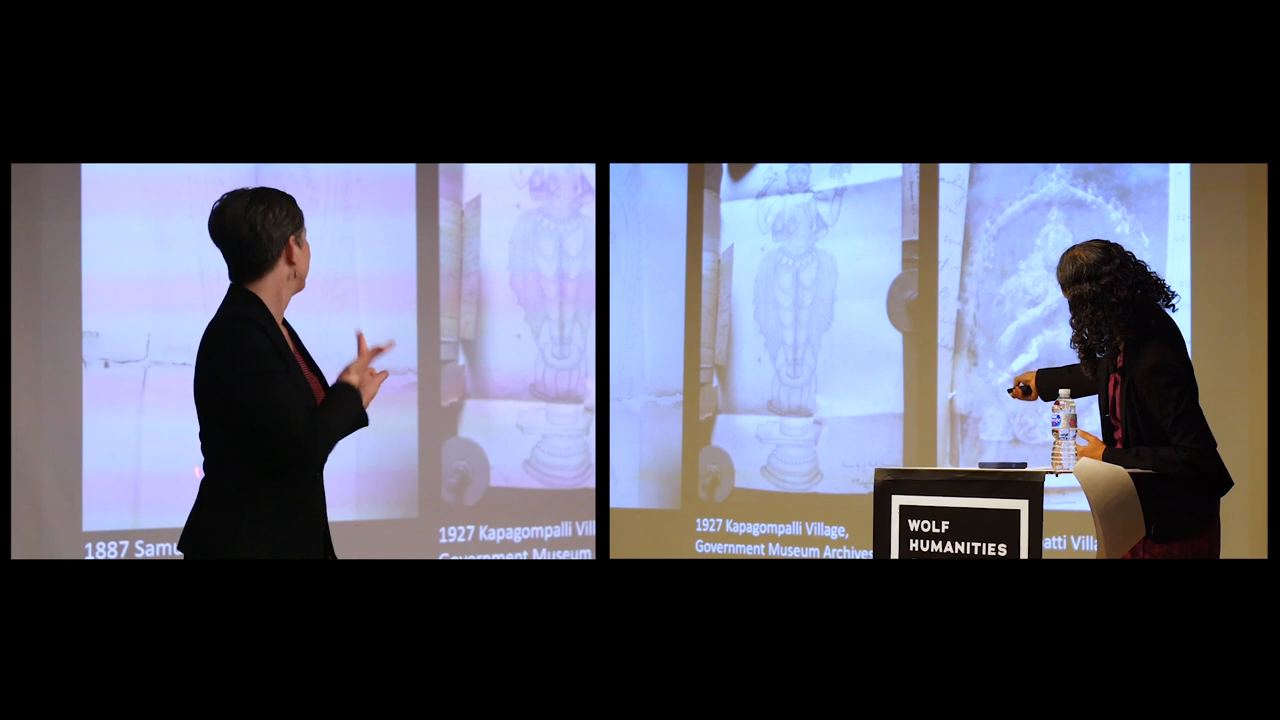 1887 Samu
1927 Kapagompalli Vill
Government Museum
1927 Kapagompalli Village,
Government Museum Archives
atti Villa
WOLF
HUMANITIES